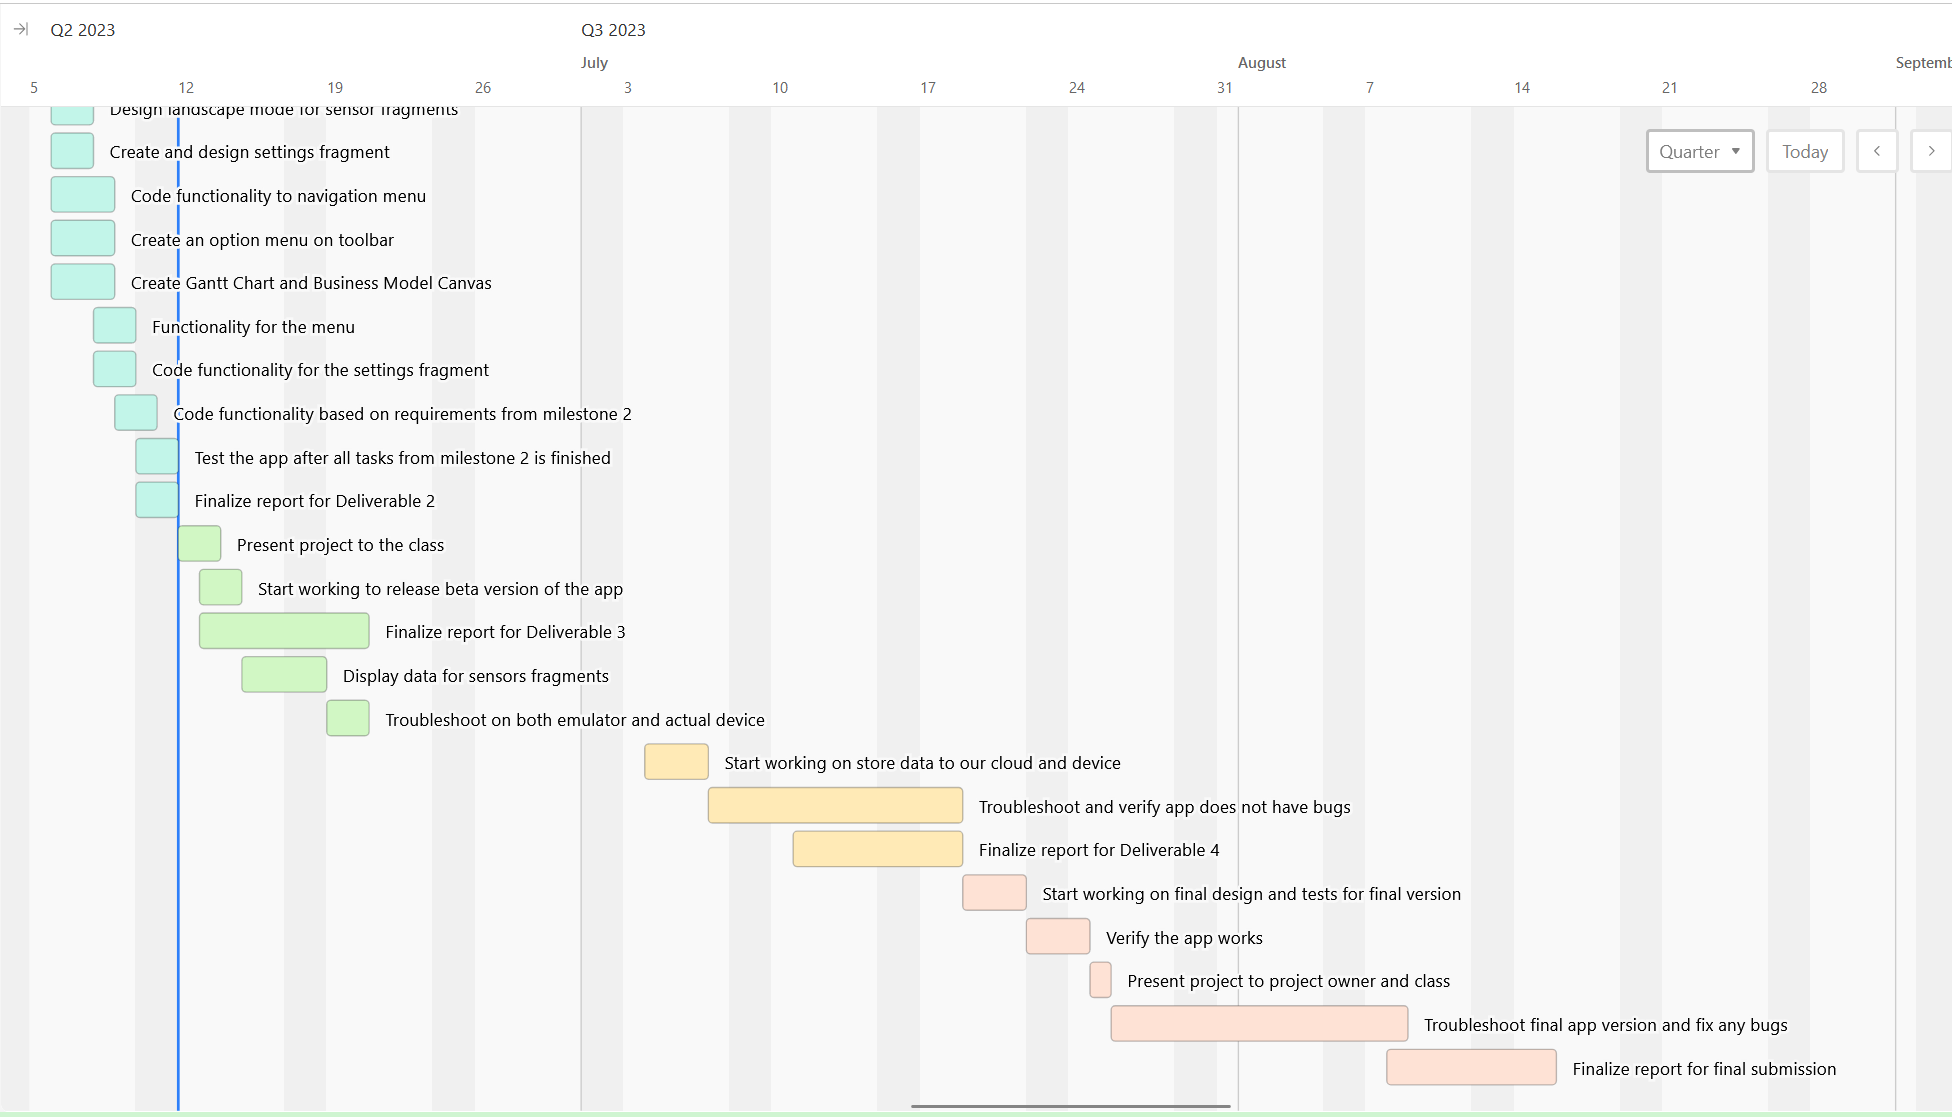 Q2 2023 Q3 2023
July August Septemb
5 12 19 26 3 10 17 24 31 7 14 21 28
Design landscape mode for sensor fragments
Create and design settings fragment
Quarter Today
Code functionality to navigation menu
Create an option menu on toolbar
Create Gantt Chart and Business Model Canvas
Functionality for the menu
Code functionality for the settings fragment
Code functionality based on requirements from milestone 2
Test the app after all tasks from milestone 2 is finished
Finalize report for Deliverable 2
Present project to the class
Start working to release beta version of the app
Finalize report for Deliverable 3
Display data for sensors fragments
Troubleshoot on both emulator and actual device
Start working on store data to our cloud and device
Troubleshoot and verify app does not have bugs
Finalize report for Deliverable 4
Start working on final design and tests for final version
Verify the app works
Present project to project owner and class
Troubleshoot final app version and fix any bugs
Finalize report for final submission